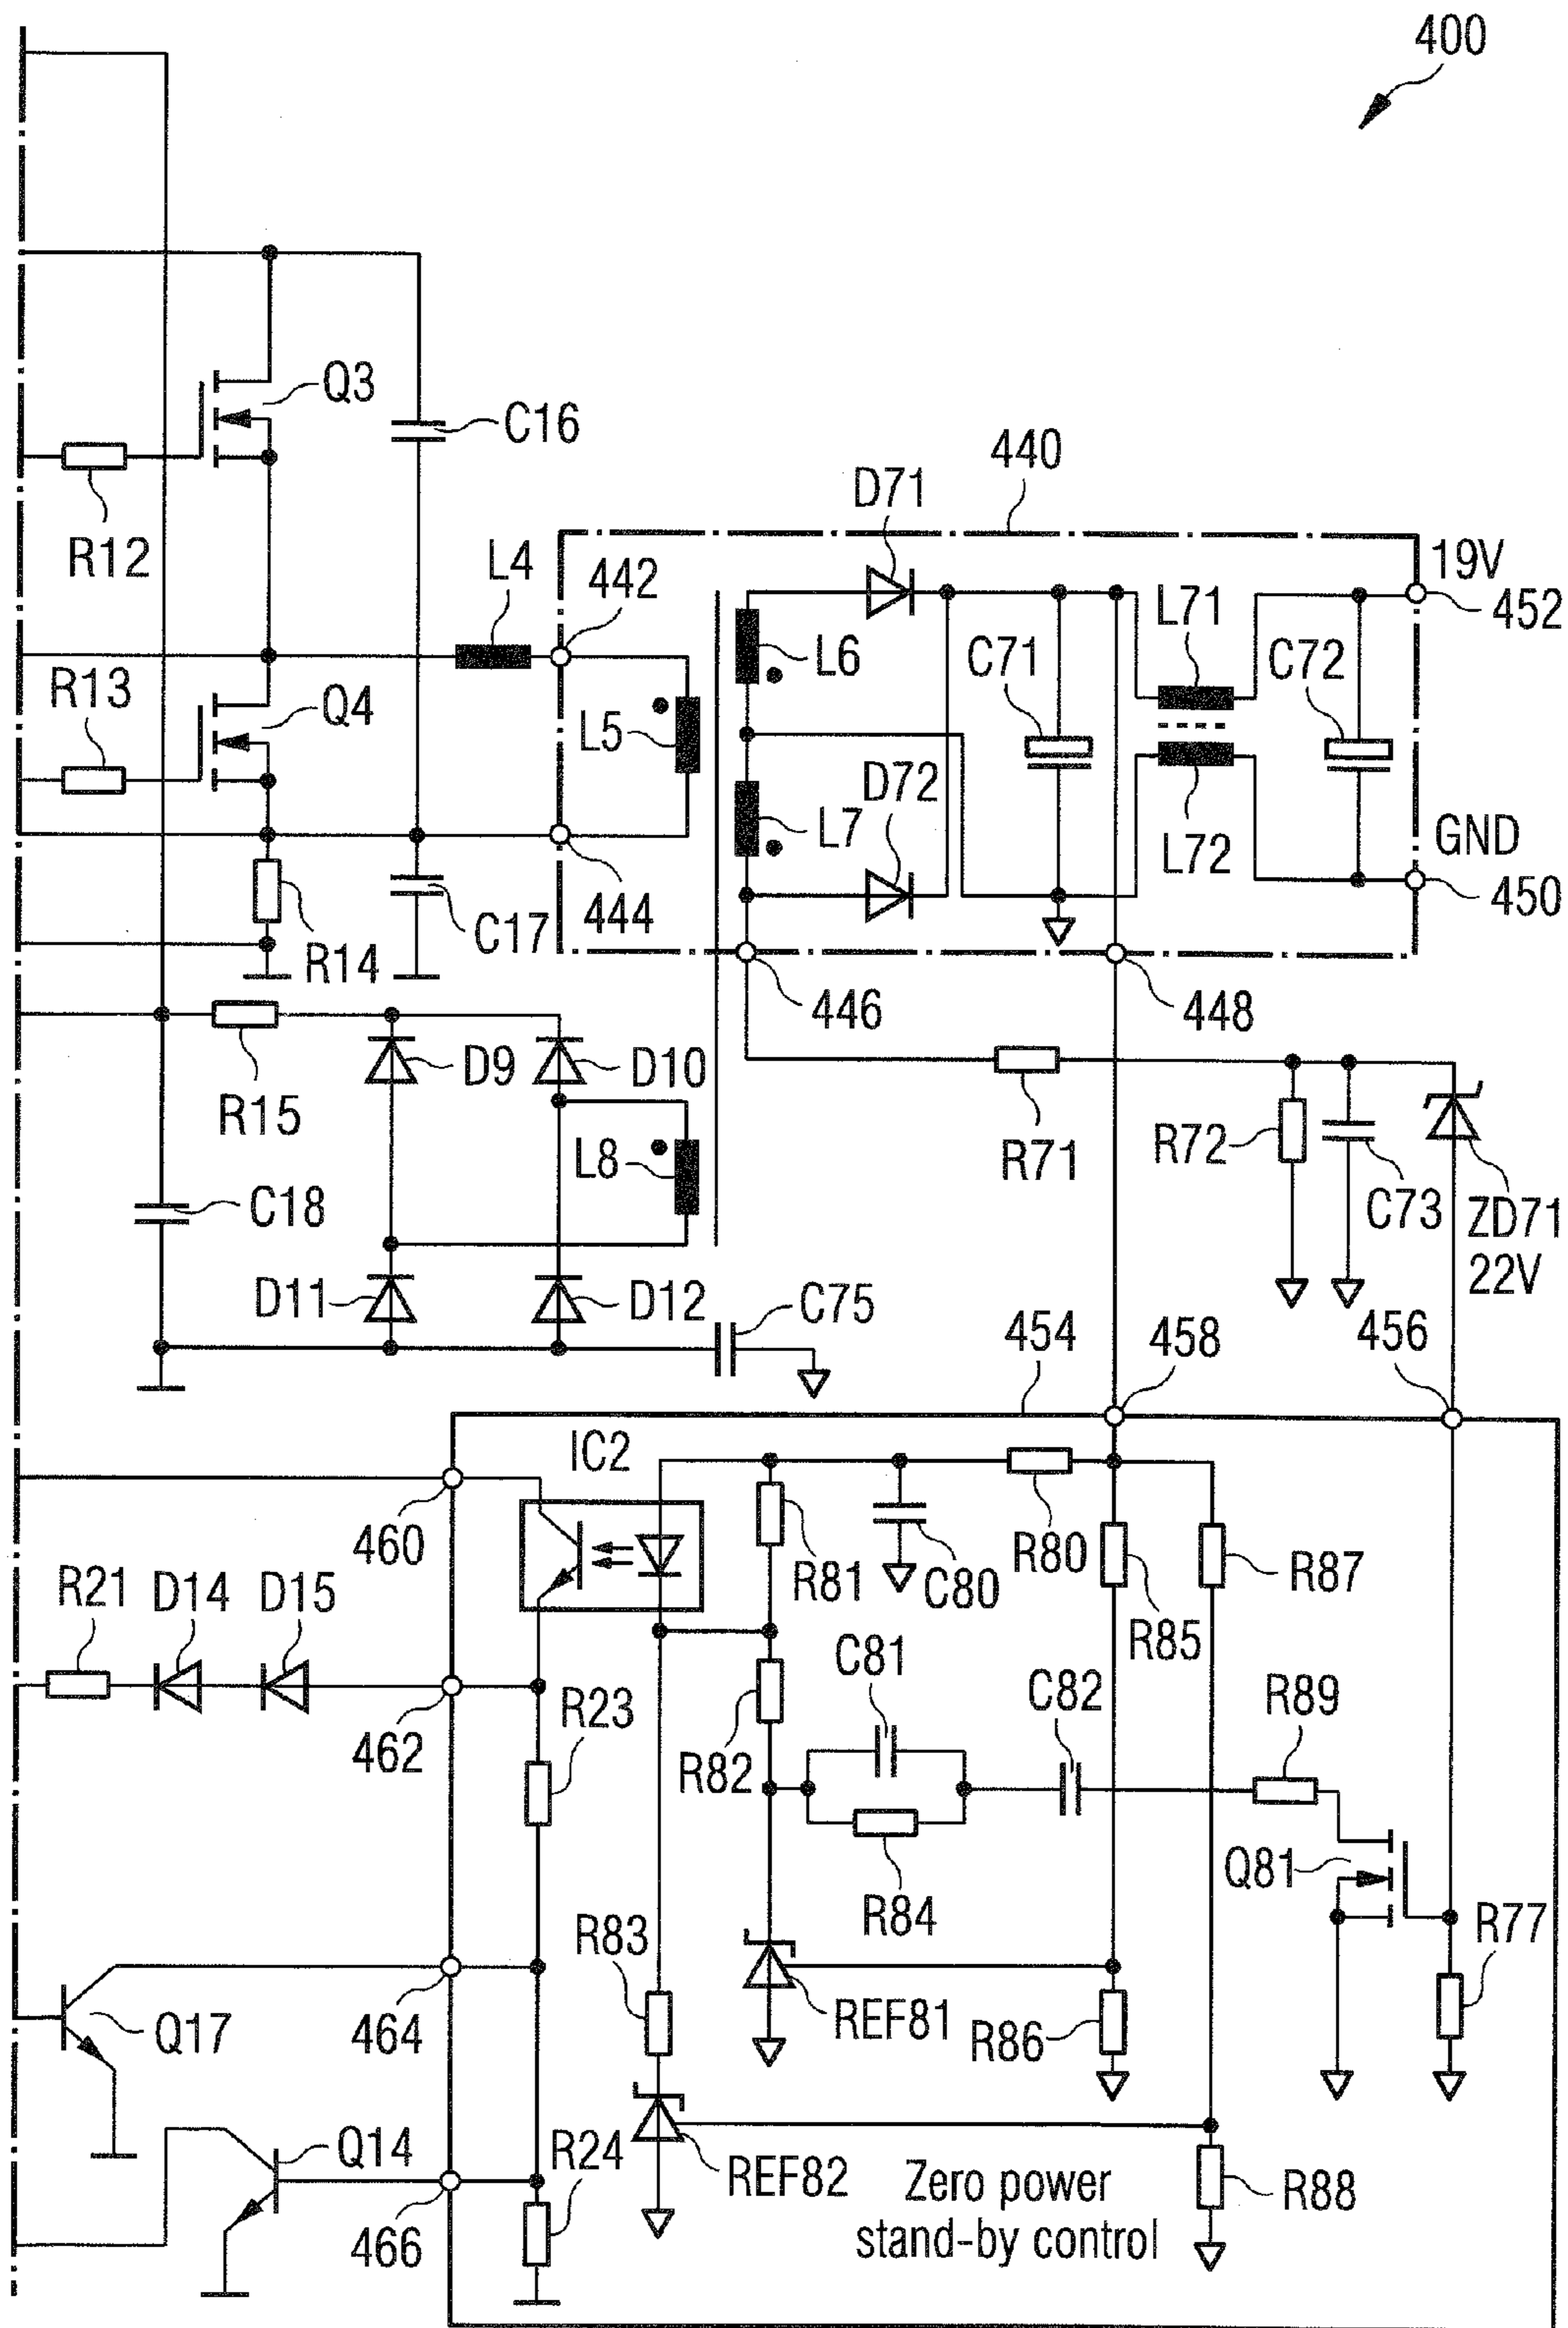 400
Q3
C16
R12
440
D71
L4
442
19V
452
L71
L6
C71
C72
R13
Q4
L5
D72
L7
L72
GND
450
444
C17
R14
446
448
D9
D10
R15
R71
R72
C73
ZD71
22V
L8
C18
D11
D12
C75
454
458
456
IC2
460
R81
C80
R80
R87
R85
R21
D14
D15
C81
C82
R89
R23
462
R82
Q81
R84
R77
R83
REF81
R86
Q17
464
Q14
R24
REF82
Zero power
stand-by control
R88
466